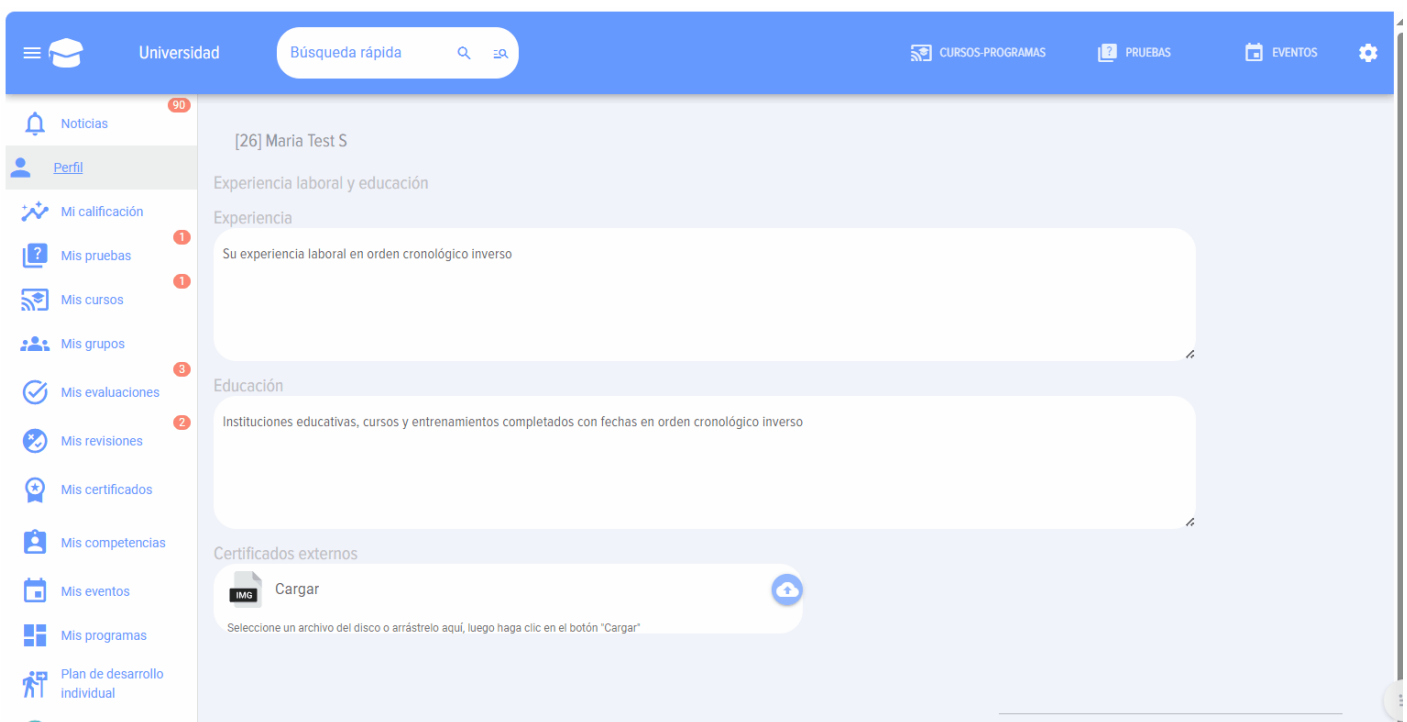 Universidad
Búsqueda rápida
CURSOS-PROGRAMAS
? PRUEBAS
EVENTOS
90
Noticias
Perfil
Mi calificación
1
? Mis pruebas
1
Mis cursos
Mis grupos
3
Mis evaluaciones
2
Mis revisiones
Mis certificados
Mis competencias
Mis eventos
Mis programas
Plan de desarrollo
individual
[26] Maria Test S
Experiencia laboral y educación
Experiencia
Su experiencia laboral en orden cronológico inverso
Educación
Instituciones educativas, cursos y entrenamientos completados con fechas en orden cronológico inverso
Certificados externos
IMG Cargar
Seleccione un archivo del disco o arrástrelo aquí, luego haga clic en el botón "Cargar"